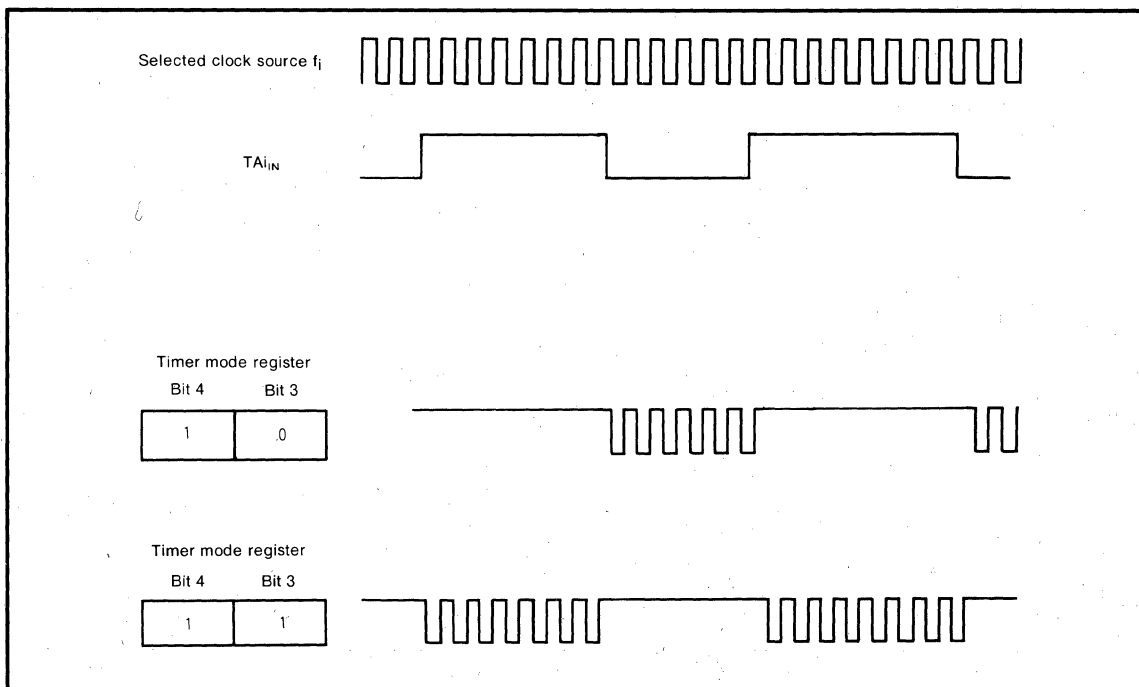 Selected clock source fi
TAiIN
Timer mode register
Bit 4 Bit 3
1 0
Timer mode register
Bit 4 Bit 3
1 1